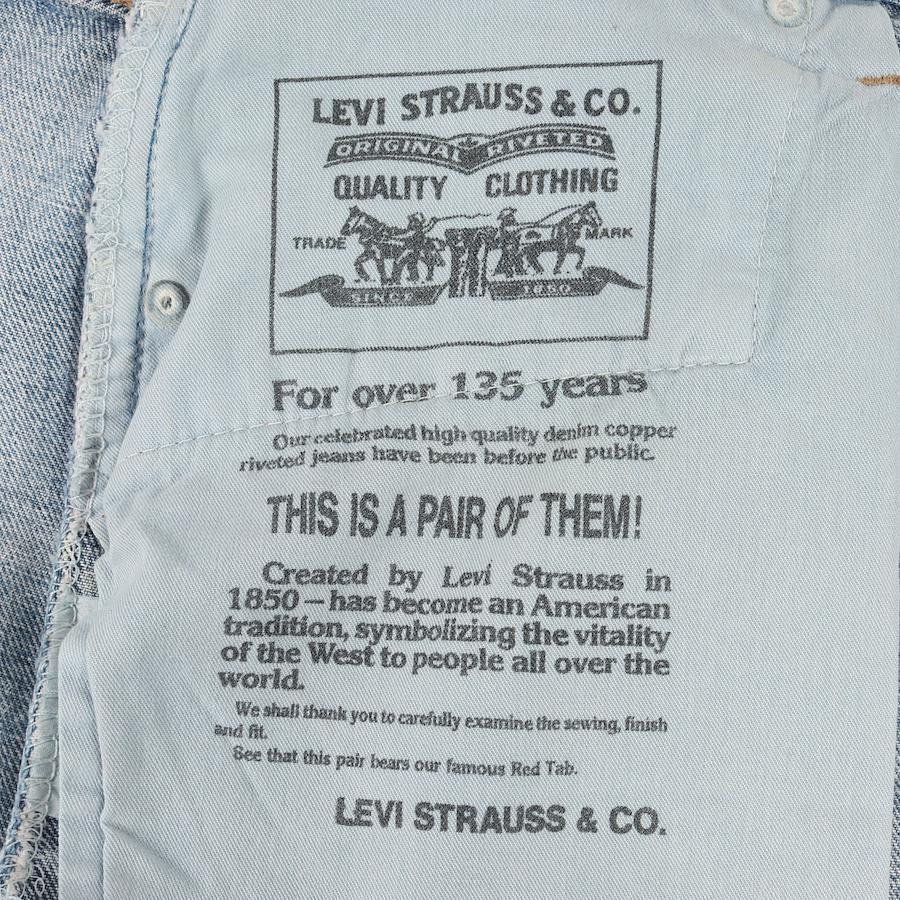 LEVI STRAUSS & CO.
ORIGINAL RIVETED
QUALITY CLOTHING
TRADE MARK
SINCE 1850
For over 135 years
Our celebrated high quality denim copper
riveted jeans have been before the public.
THIS IS A PAIR OF THEM!
Created by Levi Strauss in
1850 – has become an American
tradition, symbolizing the vitality
of the West to people all over the
world.
We shall thank you to carefully examine the sewing, finish
and fit.
See that this pair bears our famous Red Tab.
LEVI STRAUSS & CO.